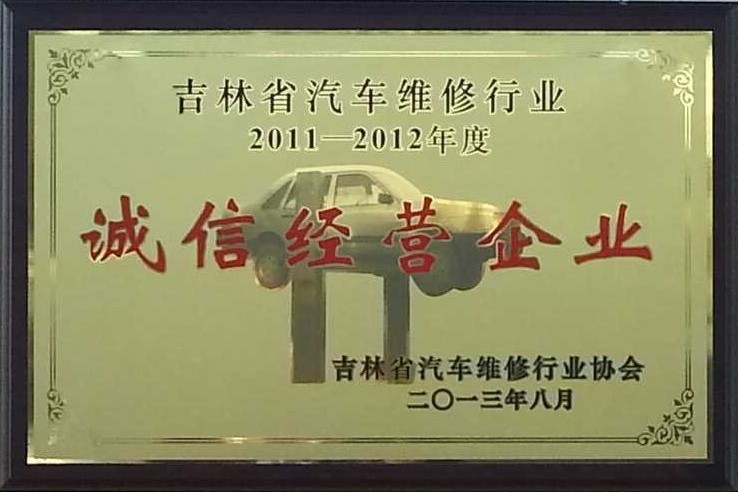 吉林省汽车维修行业
2011—2012年度
诚信经营企业
吉林省汽车维修行业协会
二〇一三年八月